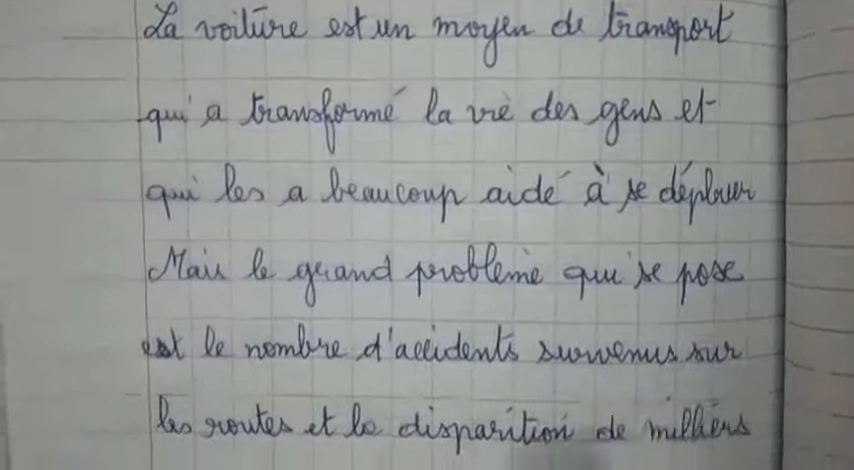 La voiture est un moyen de transport
qui a transformé la vie des gens et
qui les a beaucoup aidé à se déplacer
Mais le grand problème qui se pose
est le nombre d'accidents survenus sur
les routes et la disparition de milliers